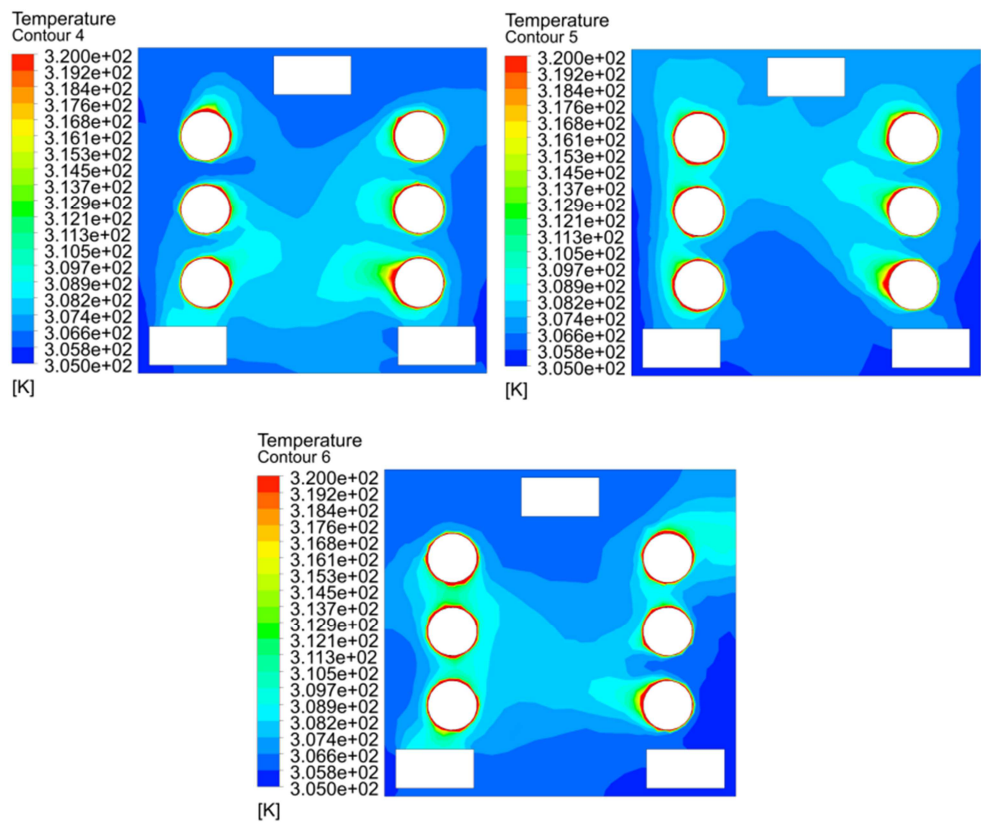 Temperature
Contour 4
3.200e+02
3.192e+02
3.184e+02
3.176e+02
3.168e+02
3.161e+02
3.153e+02
3.145e+02
3.137e+02
3.129e+02
3.121e+02
3.113e+02
3.105e+02
3.097e+02
3.089e+02
3.082e+02
3.074e+02
3.066e+02
3.058e+02
3.050e+02
[K]
Temperature
Contour 5
3.200e+02
3.192e+02
3.184e+02
3.176e+02
3.168e+02
3.161e+02
3.153e+02
3.145e+02
3.137e+02
3.129e+02
3.121e+02
3.113e+02
3.105e+02
3.097e+02
3.089e+02
3.082e+02
3.074e+02
3.066e+02
3.058e+02
3.050e+02
[K]
Temperature
Contour 6
3.200e+02
3.192e+02
3.184e+02
3.176e+02
3.168e+02
3.161e+02
3.153e+02
3.145e+02
3.137e+02
3.129e+02
3.121e+02
3.113e+02
3.105e+02
3.097e+02
3.089e+02
3.082e+02
3.074e+02
3.066e+02
3.058e+02
3.050e+02
[K]